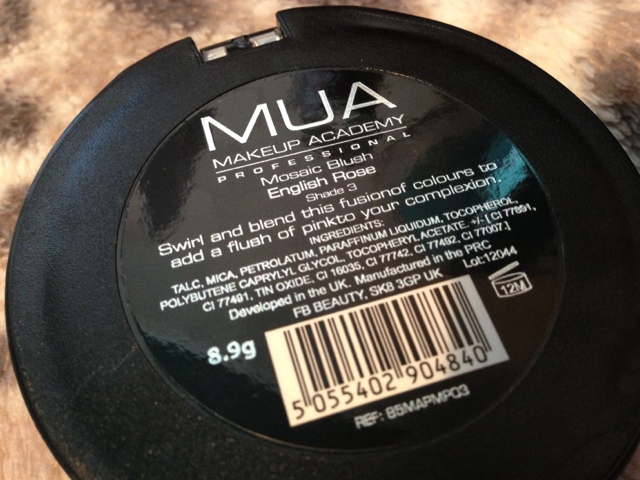 MUA
MAKEUP ACADEMY
PROFESSIONAL
Mosaic Blush
English Rose
Shade 3
Swirl and blend this fusionof colours to
add a flush of pinkto your complexion.
INGREDIENTS:
TALC, MICA, PETROLATUM, PARAFFINUM LIQUIDUM, TOCOPHEROL,
POLYBUTENE CAPRYLYL GLYCOL, TOCOPHERYL ACETATE. +/- [ CI 77891,
CI 77491, TIN OXIDE, CI 16035, CI 77742, CI 77492, CI 77007.]
Developed in the UK. Manufactured in the PRC
FB BEAUTY, SK8 3GP UK
Lot:12044
12M
8.9g
5 055402 904840
REF: 85MAPMP03